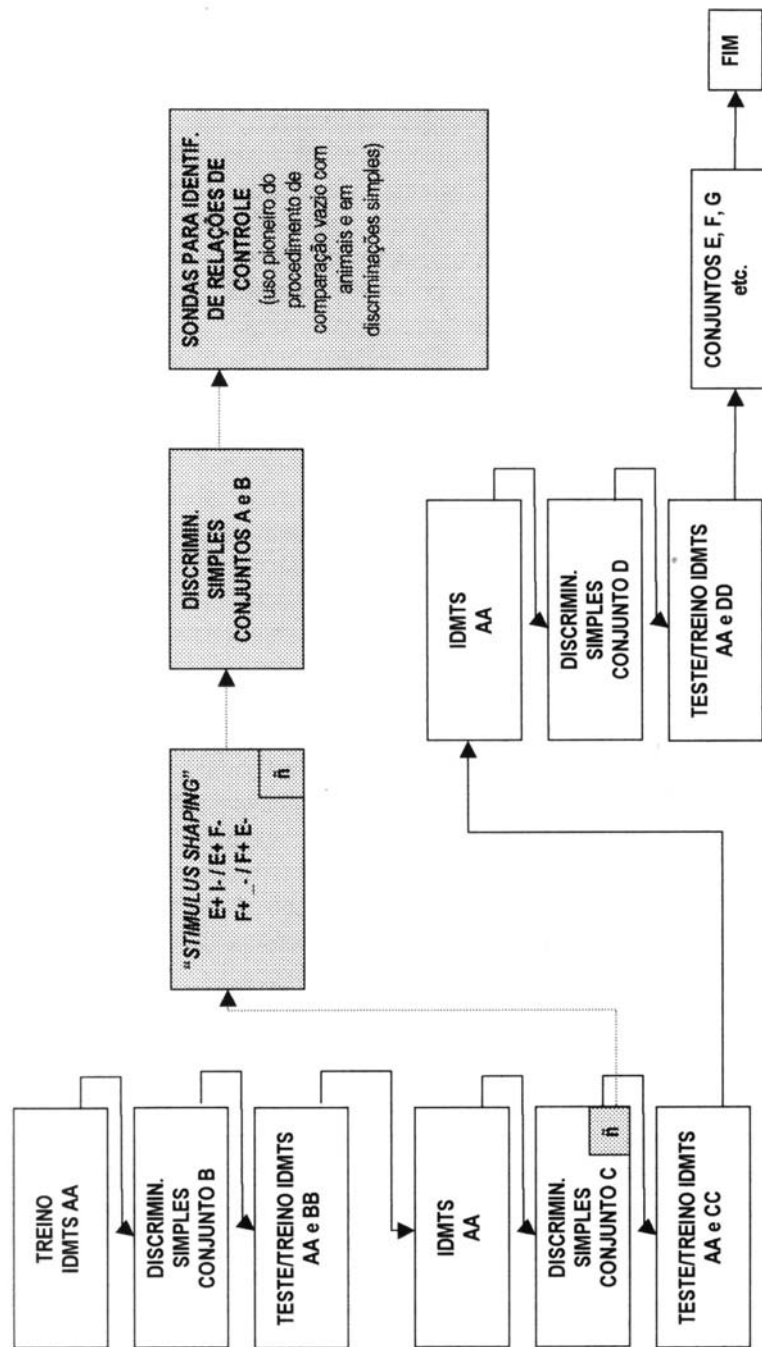 TREINO
IDMTS AA
DISCRIMIN.
SIMPLES
CONJUNTO B
TESTE/TREINO IDMTS
AA e BB
IDMTS
AA
DISCRIMIN.
SIMPLES
CONJUNTO C
ñ
TESTE/TREINO IDMTS
AA e CC
"STIMULUS SHAPING"
E+ I- / E+ F-
F+ _- / F+ E-
ñ
DISCRIMIN.
SIMPLES
CONJUNTOS A e B
SONDAS PARA IDENTIF.
DE RELAÇÕES DE
CONTROLE
(uso pioneiro do
procedimento de
comparação vazio com
animais e em
discriminações simples)
IDMTS
AA
DISCRIMIN.
SIMPLES
CONJUNTO D
TESTE/TREINO IDMTS
AA e DD
CONJUNTOS E, F, G
etc.
FIM